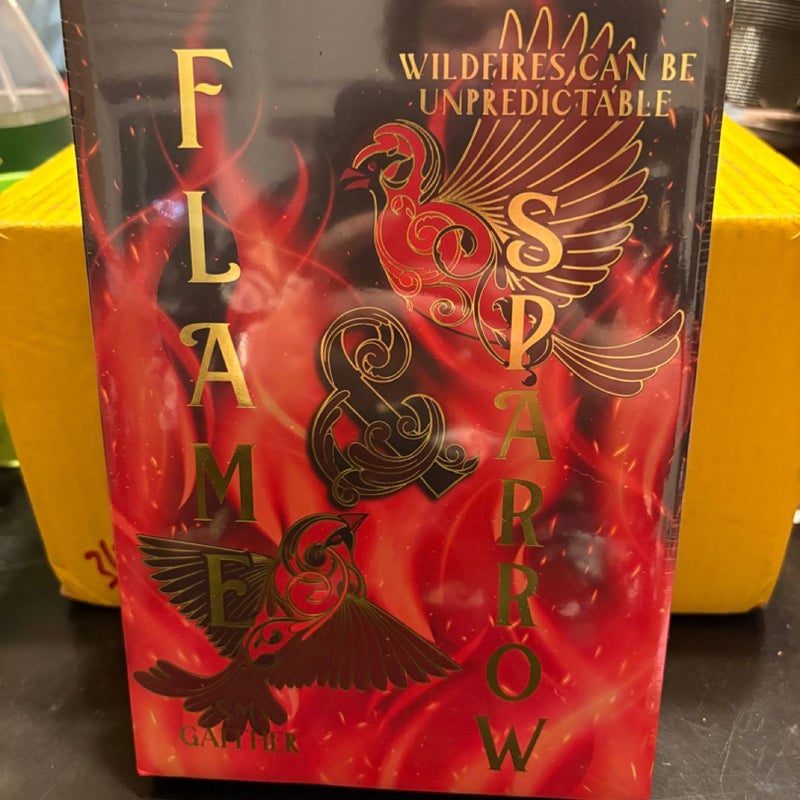 WILDFIRES CAN BE
UNPREDICTABLE
FLAME
&
SPARROW
S.M.
GAITHER